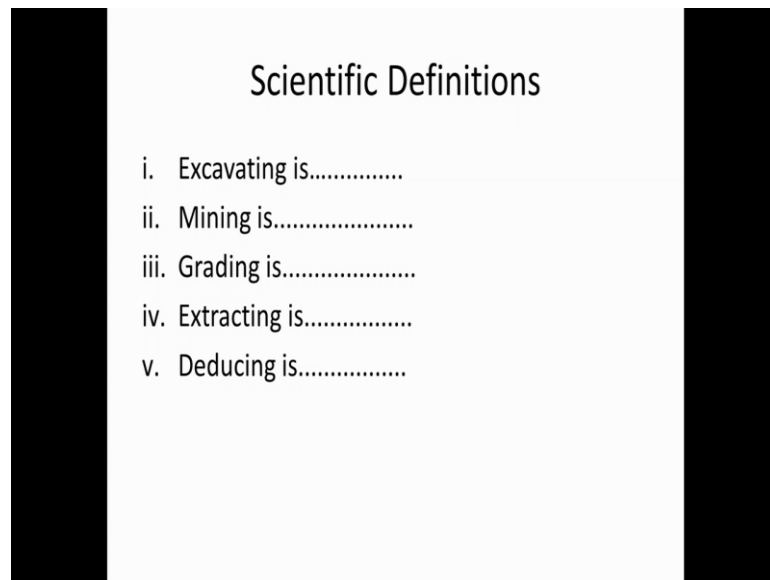 Scientific Definitions
i. Excavating is...............
ii. Mining is......................
iii. Grading is.....................
iv. Extracting is.................
v. Deducing is.................